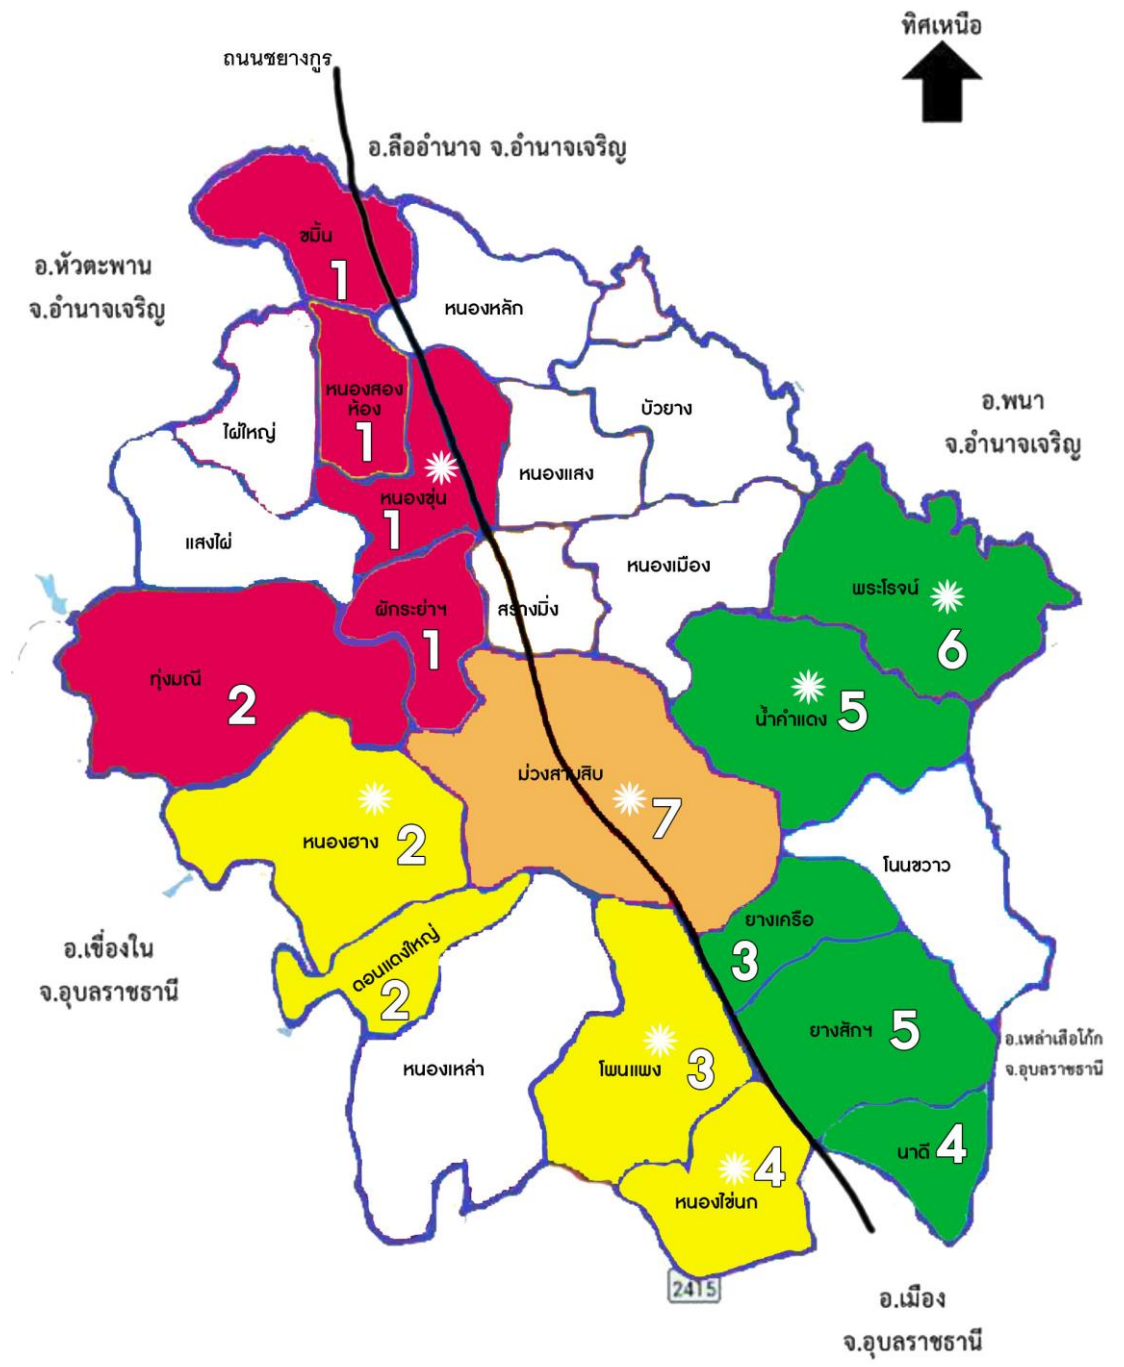 ทิศเหนือ
ถนนชยางกูร
อ.ลืออำนาจ จ.อำนาจเจริญ
ขมิ้น
1
อ.หัวตะพาน
จ.อำนาจเจริญ
หนองหลัก
หนองสอง
ห้อง
1
บัวยาง
อ.พนา
จ.อำนาจเจริญ
ไผ่ใหญ่
หนองแสง
หนองขุ่น
1
แสงไผ่
หนองเมือง
พระโรจน์
6
ผักระย่าฯ
1
สร้างมิ่ง
ทุ่งมณี
2
น้ำคำแดง
5
ม่วงสามสิบ
7
หนองฮาง
2
โนนขวาว
ยางเครือ
3
อ.เขื่องใน
จ.อุบลราชธานี
ดอนแดงใหญ่
2
ยางสักฯ
5
อ.เหล่าเสือโก้ก
จ.อุบลราชธานี
หนองเหล่า
โพนแพง
3
นาดี
4
หนองไข่นก
4
2415
อ.เมือง
จ.อุบลราชธานี